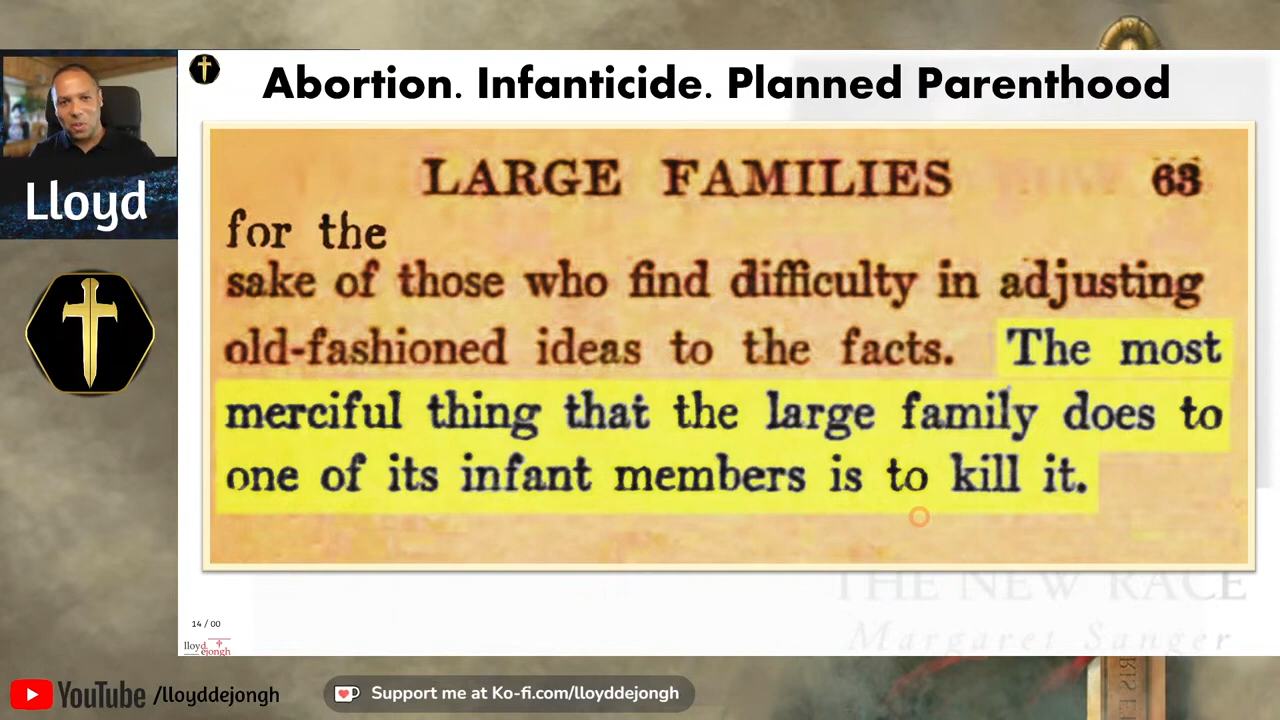 Abortion. Infanticide. Planned Parenthood
LARGE FAMILIES 63
for the
sake of those who find difficulty in adjusting
old-fashioned ideas to the facts. The most
merciful thing that the large family does to
one of its infant members is to kill it.
Lloyd
THE NEW RACE
Margaret Sanger
14 / 00
lloyd
ejongh
YouTube /lloyddejongh
Support me at Ko-fi.com/lloyddejongh